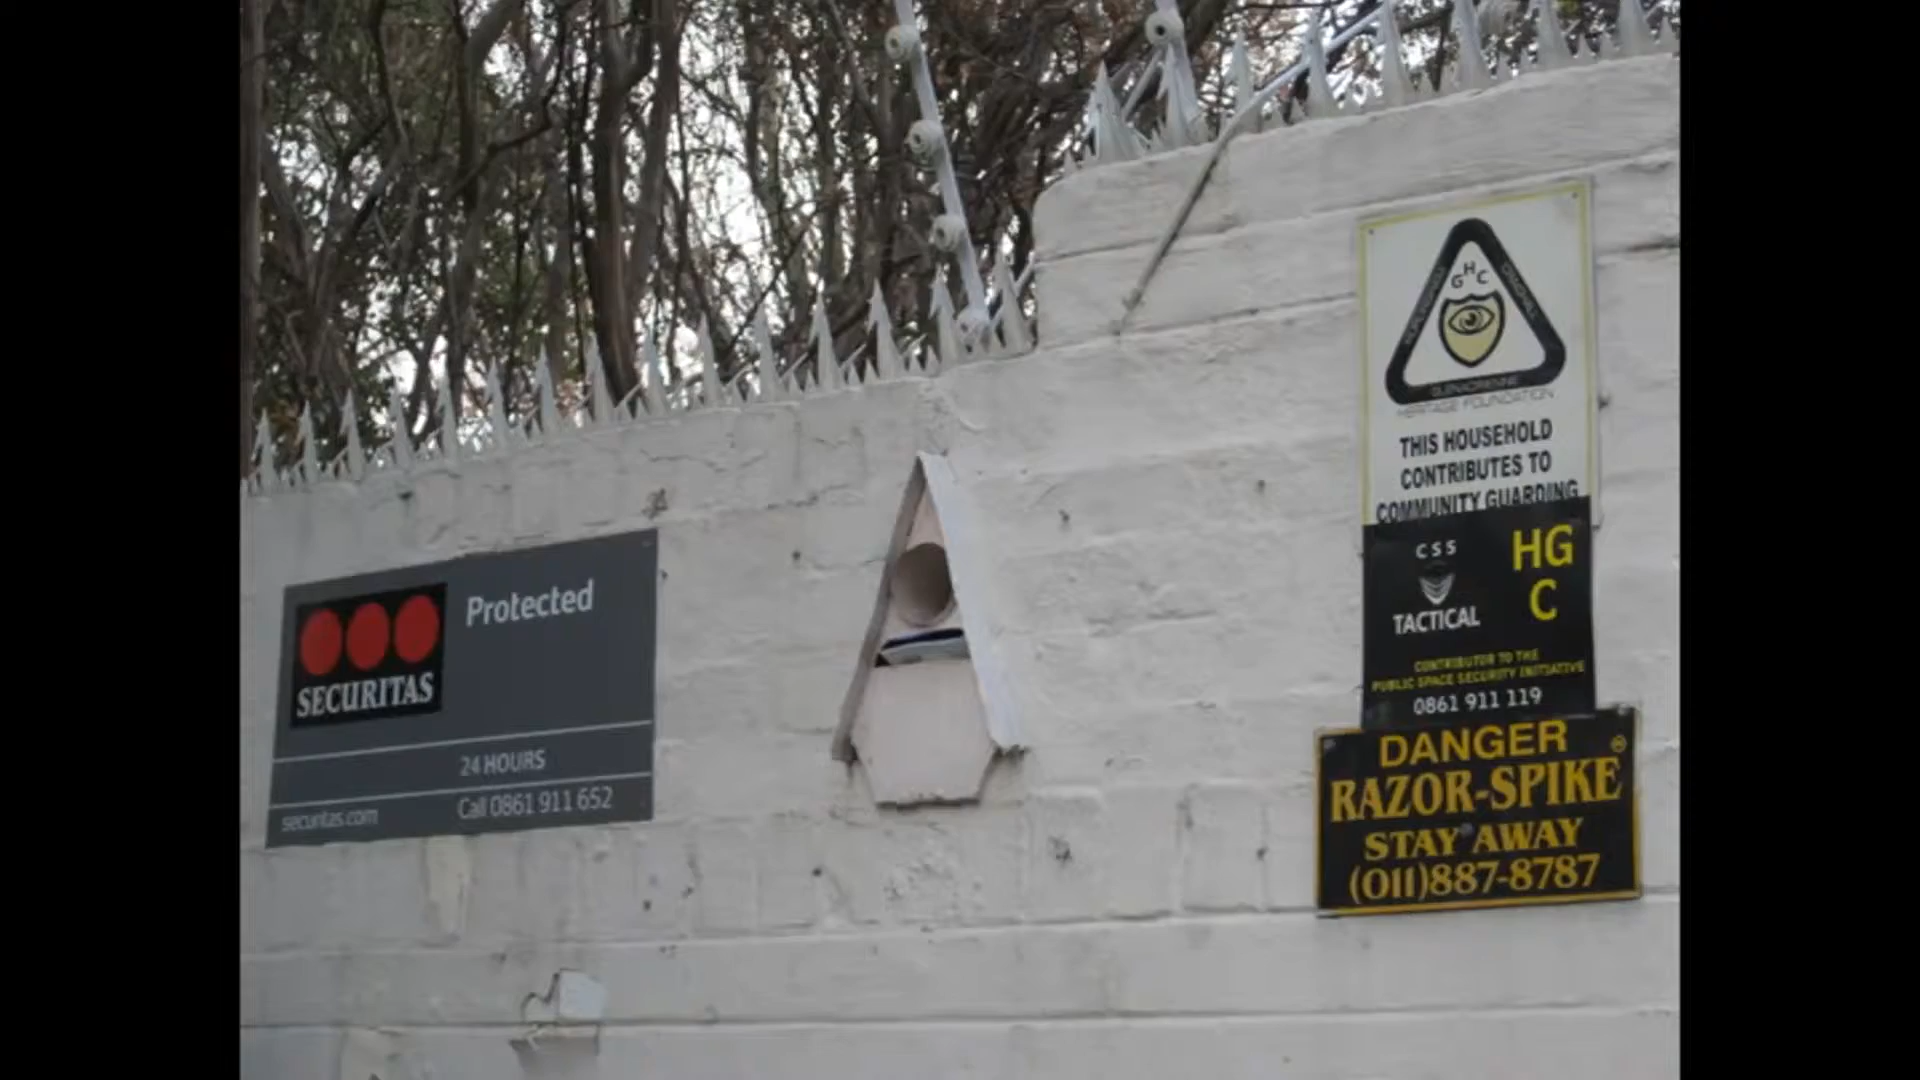 SECURITAS
Protected
24 HOURS
securitas.com
Call 0861 911 652
GHC
HERITAGE FOUNDATION
THIS HOUSEHOLD
CONTRIBUTES TO
COMMUNITY GUARDING
CSS
TACTICAL
HG
C
CONTRIBUTOR TO THE
PUBLIC SPACE SECURITY INITIATIVE
0861 911 119
DANGER
RAZOR-SPIKE
STAY AWAY
(011)887-8787